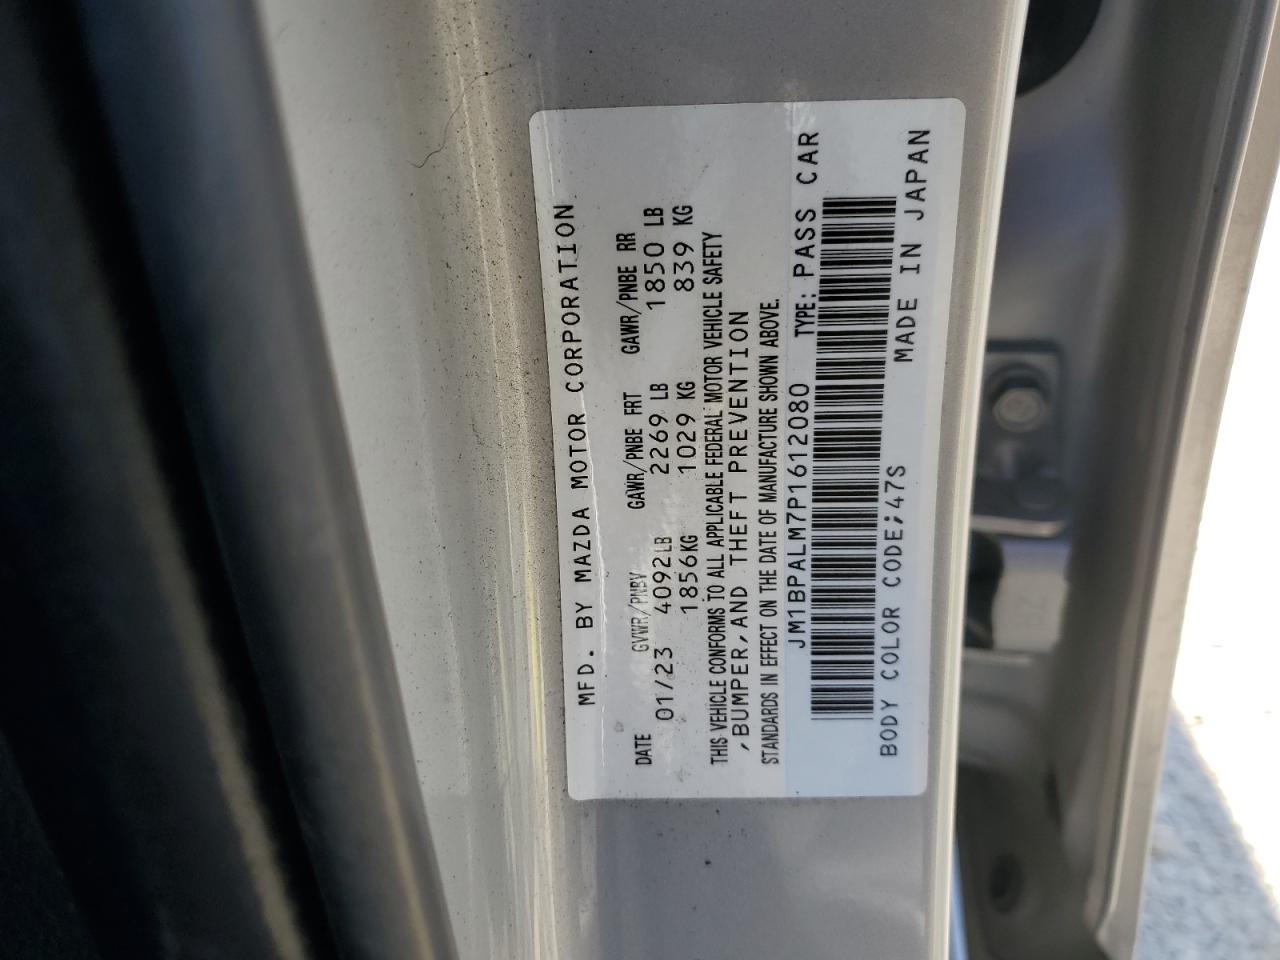 MFD. BY MAZDA MOTOR CORPORATION
DATE GVWR/PNBV GAWR/PNBE FRT GAWR/PNBE RR
01/23 4092LB 2269 LB 1850 LB
1856KG 1029 KG 839 KG
THIS VEHICLE CONFORMS TO ALL APPLICABLE FEDERAL MOTOR VEHICLE SAFETY
,BUMPER,AND THEFT PREVENTION
STANDARDS IN EFFECT ON THE DATE OF MANUFACTURE SHOWN ABOVE.
JM1BPALM7P1612080 TYPE: PASS CAR
BODY COLOR CODE;47S MADE IN JAPAN